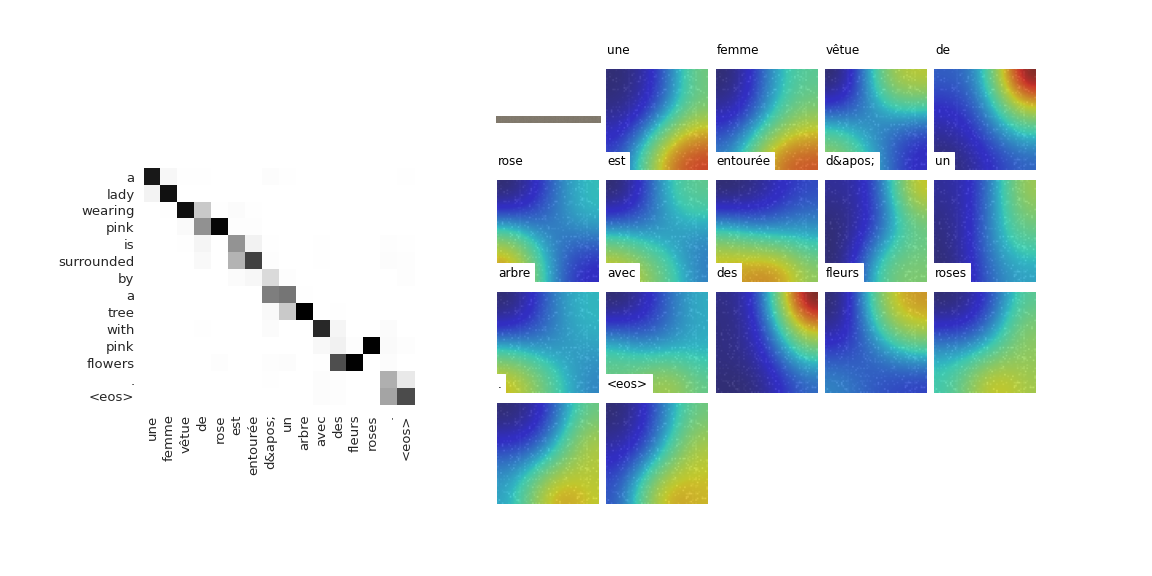 a
lady
wearing
pink
is
surrounded
by
a
tree
with
pink
flowers
.
<eos>
une
femme
vêtue
de
rose
est
entourée
d&apos;
un
arbre
avec
des
fleurs
roses
.
<eos>
une femme vêtue de
rose est entourée d&apos; un
arbre avec des fleurs roses
. <eos>